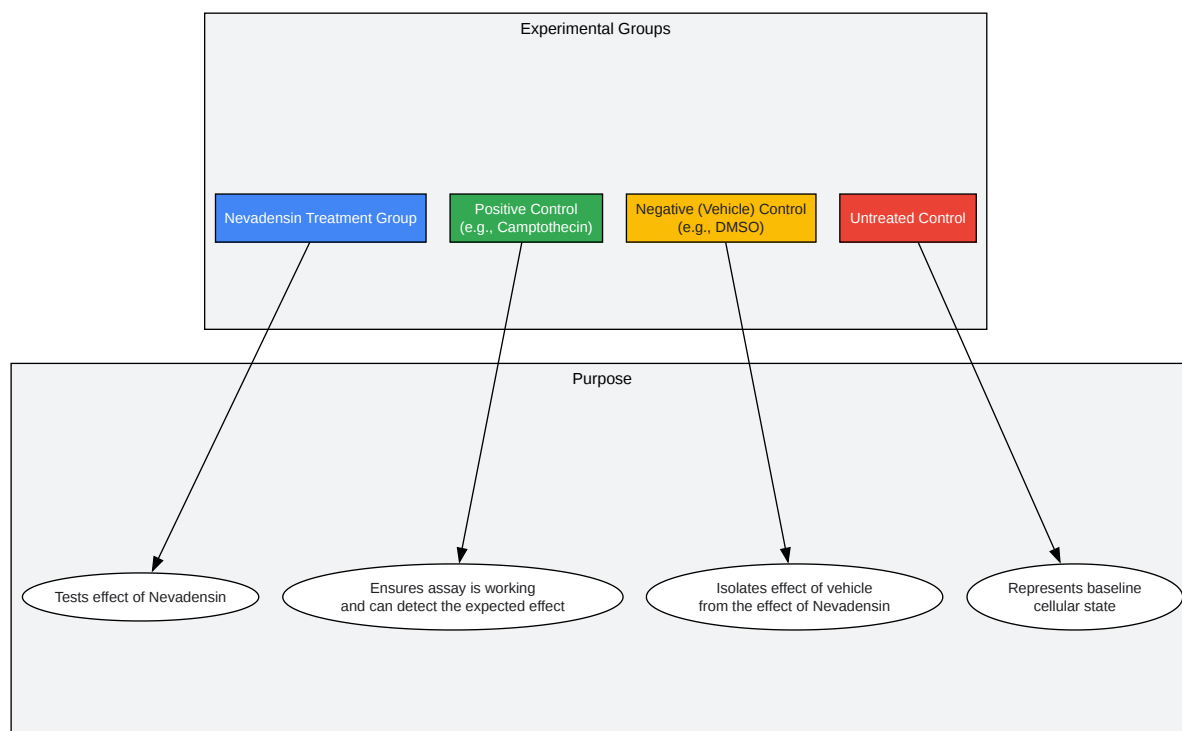 Experimental Groups
Nevadensin Treatment Group
Positive Control
(e.g., Camptothecin)
Negative (Vehicle) Control
(e.g., DMSO)
Untreated Control
Purpose
Tests effect of Nevadensin
Ensures assay is working
and can detect the expected effect
Isolates effect of vehicle
from the effect of Nevadensin
Represents baseline
cellular state